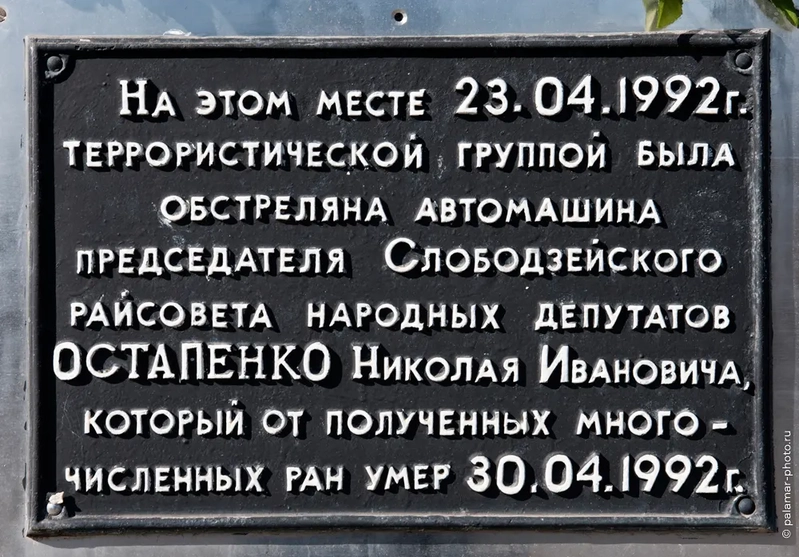 На этом месте 23.04.1992г.
террористической группой была
обстреляна автомашина
председателя Слободзейского
райсовета народных депутатов
ОСТАПЕНКО Николая Ивановича,
который от полученных много-
численных ран умер 30.04.1992г.
© palamar-photo.ru